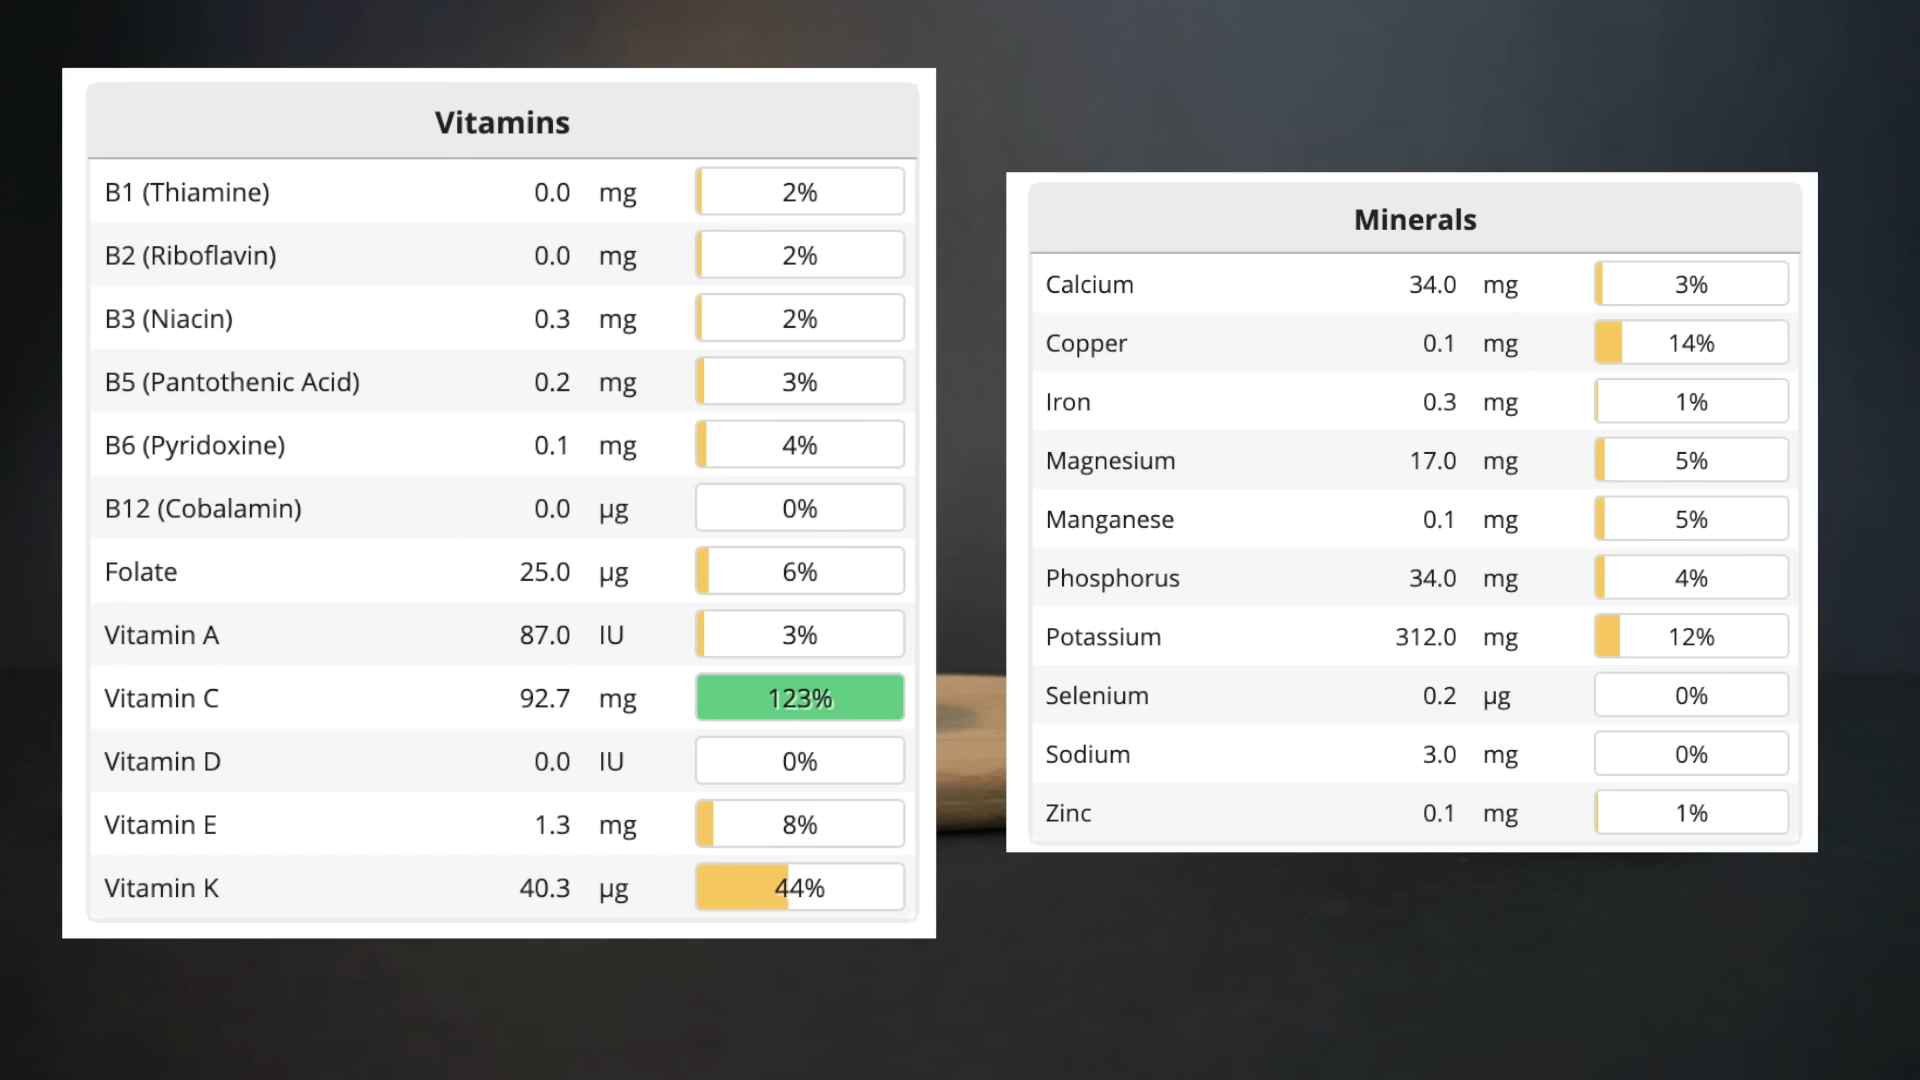 Vitamins
B1 (Thiamine) 0.0 mg 2%
B2 (Riboflavin) 0.0 mg 2%
B3 (Niacin) 0.3 mg 2%
B5 (Pantothenic Acid) 0.2 mg 3%
B6 (Pyridoxine) 0.1 mg 4%
B12 (Cobalamin) 0.0 µg 0%
Folate 25.0 µg 6%
Vitamin A 87.0 IU 3%
Vitamin C 92.7 mg 123%
Vitamin D 0.0 IU 0%
Vitamin E 1.3 mg 8%
Vitamin K 40.3 µg 44%
Minerals
Calcium 34.0 mg 3%
Copper 0.1 mg 14%
Iron 0.3 mg 1%
Magnesium 17.0 mg 5%
Manganese 0.1 mg 5%
Phosphorus 34.0 mg 4%
Potassium 312.0 mg 12%
Selenium 0.2 µg 0%
Sodium 3.0 mg 0%
Zinc 0.1 mg 1%